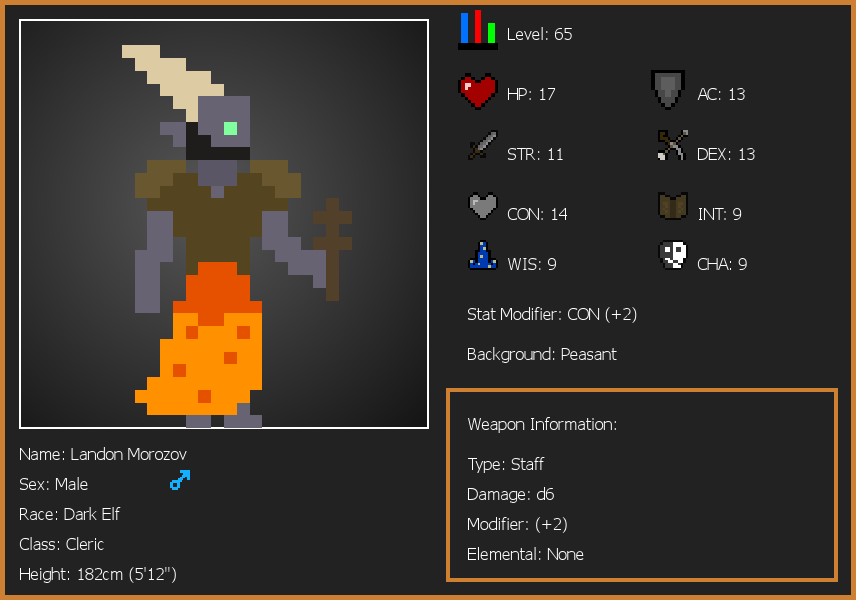 Level: 65
HP: 17
AC: 13
STR: 11
DEX: 13
CON: 14
INT: 9
WIS: 9
CHA: 9
Stat Modifier: CON (+2)
Background: Peasant
Weapon Information:
Type: Staff
Damage: d6
Modifier: (+2)
Elemental: None
Name: Landon Morozov
Sex: Male
Race: Dark Elf
Class: Cleric
Height: 182cm (5'12")